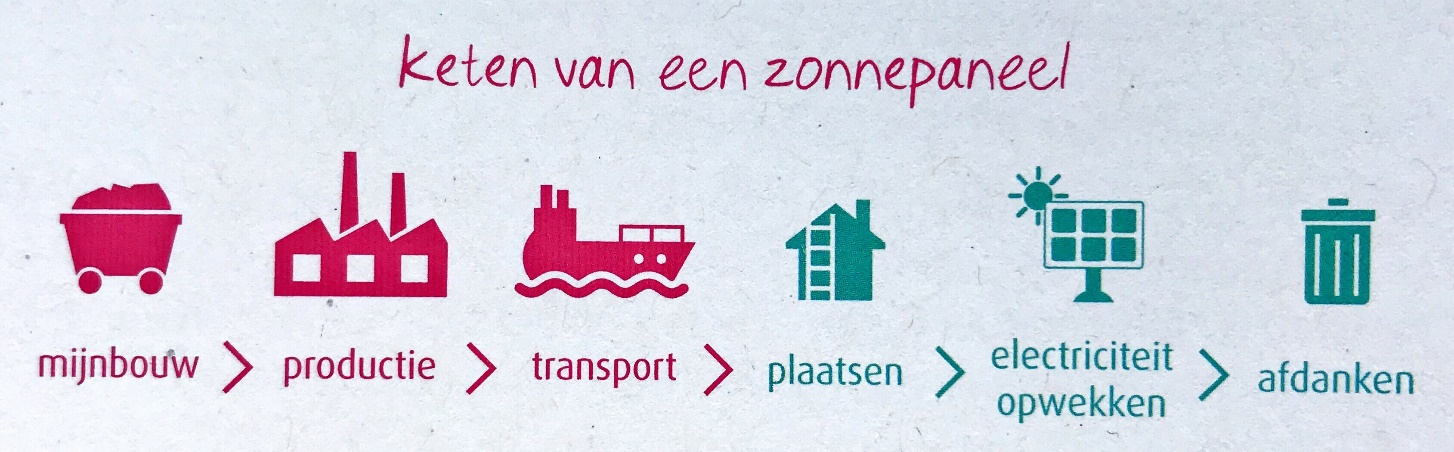 keten van een zonnepaneel
mijnbouw > productie > transport > plaatsen > electriciteit opwekken > afdanken